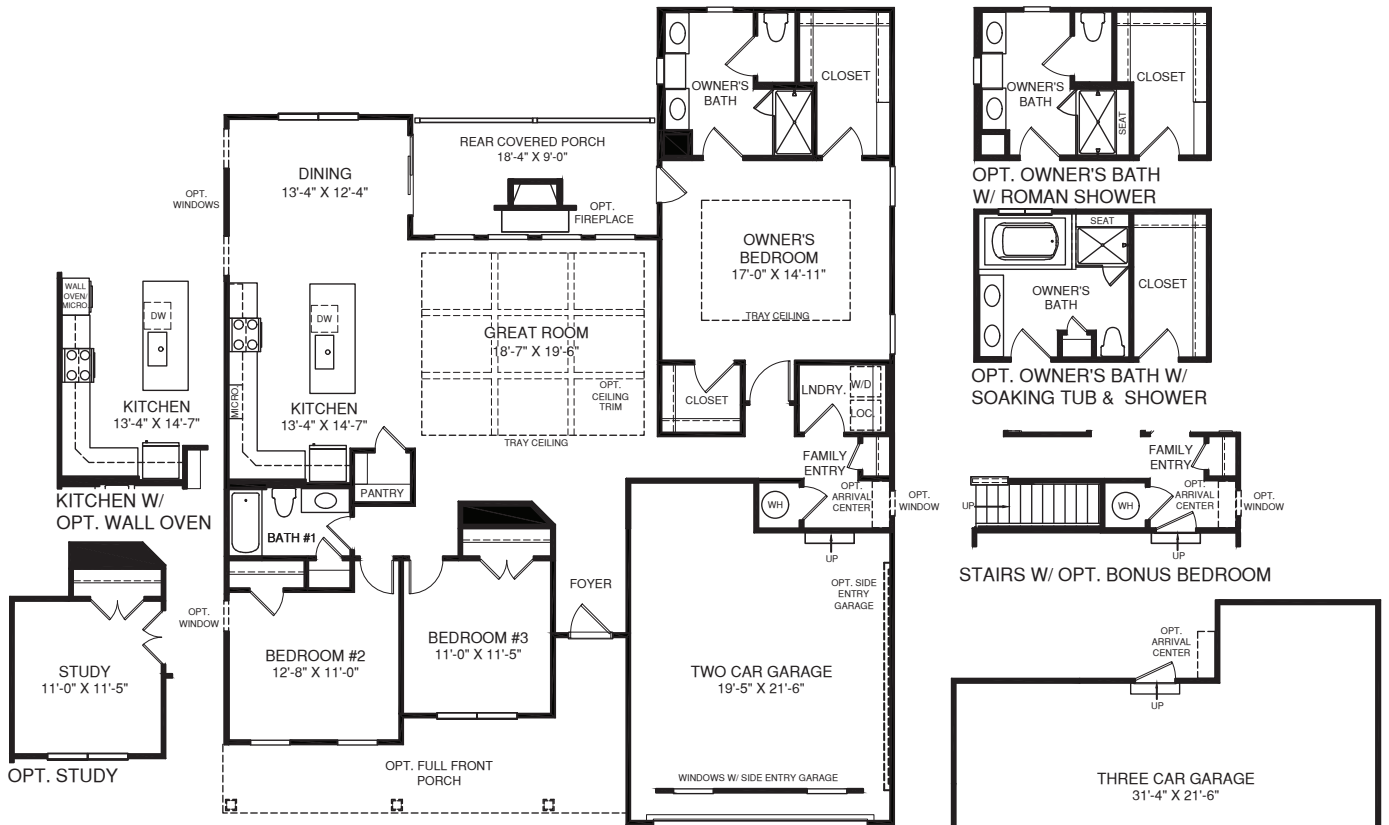 WALL
OVEN/
MICRO.
DW
KITCHEN
13'-4" X 14'-7"
KITCHEN W/
OPT. WALL OVEN
STUDY
11'-0" X 11'-5"
OPT. STUDY
OPT.
WINDOWS
DINING
13'-4" X 12'-4"
REAR COVERED PORCH
18'-4" X 9'-0"
OPT.
FIREPLACE
OWNER'S
BATH
CLOSET
OWNER'S
BEDROOM
17'-0" X 14'-11"
TRAY CEILING
DW
GREAT ROOM
18'-7" X 19'-6"
OPT.
CEILING
TRIM
TRAY CEILING
MICRO.
KITCHEN
13'-4" X 14'-7"
PANTRY
CLOSET
LNDRY.
W/D
LOC.
FAMILY
ENTRY
OPT.
ARRIVAL
CENTER
OPT.
WINDOW
WH
UP
BATH #1
OPT.
WINDOW
BEDROOM #2
12'-8" X 11'-0"
BEDROOM #3
11'-0" X 11'-5"
FOYER
OPT. SIDE
ENTRY
GARAGE
TWO CAR GARAGE
19'-5" X 21'-6"
WINDOWS W/ SIDE ENTRY GARAGE
OPT. FULL FRONT
PORCH
OWNER'S
BATH
SEAT
CLOSET
OPT. OWNER'S BATH
W/ ROMAN SHOWER
SEAT
OWNER'S
BATH
CLOSET
OPT. OWNER'S BATH W/
SOAKING TUB & SHOWER
FAMILY
ENTRY
OPT.
ARRIVAL
CENTER
OPT.
WINDOW
UP
WH
UP
STAIRS W/ OPT. BONUS BEDROOM
OPT.
ARRIVAL
CENTER
UP
THREE CAR GARAGE
31'-4" X 21'-6"